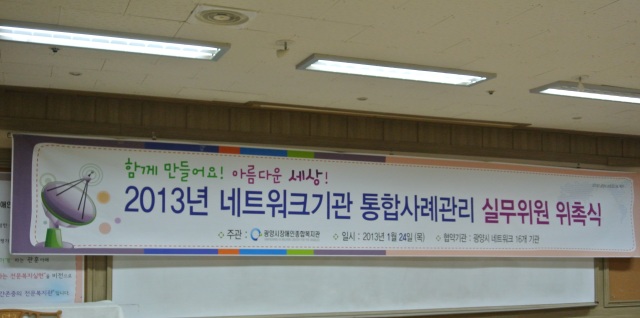 함께 만들어요! 아름다운 세상!
2013년 네트워크기관 통합사례관리 실무위원 위촉식
주관 : 광양시장애인종합복지관 일시 : 2013년 1월 24일(목) 협약기관 : 광양시 네트워크 16개 기관